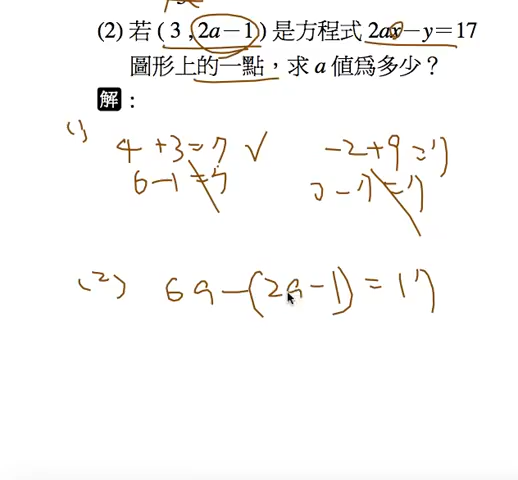 (2) 若 ( 3 , 2a－1 ) 是方程式 2ax－y＝17
圖形上的一點，求 a 值為多少？
解：
(1) 4+3=7 ✓ -2+9=7
6-1=7 -7=7
(2) 6a-(2a-1)=17